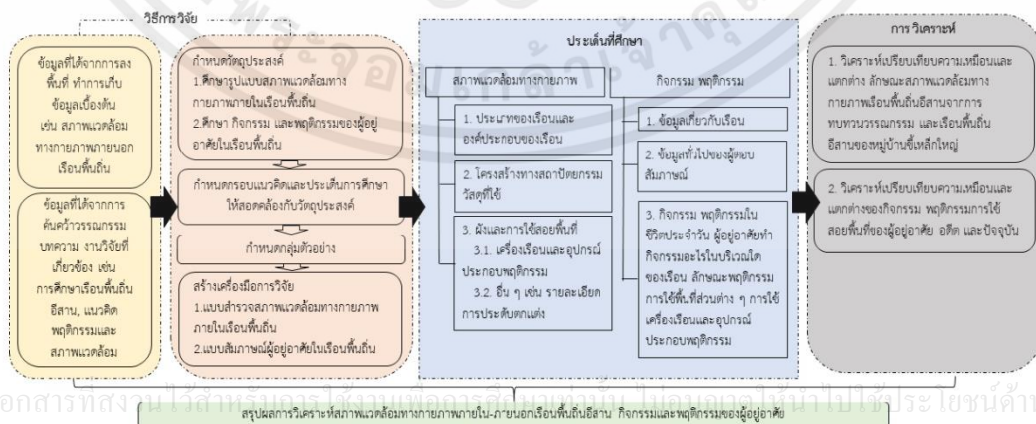 วิธีการวิจัย
ข้อมูลที่ได้จากการลง
พื้นที่ ทำการเก็บ
ข้อมูลเบื้องต้น
เช่น สภาพแวดล้อม
ทางกายภาพภายนอก
เรือนพื้นถิ่น
ข้อมูลที่ได้จากการ
ค้นคว้าวรรณกรรม
บทความ งานวิจัยที่
เกี่ยวข้อง เช่น
การศึกษาเรือนพื้นถิ่น
อีสาน, แนวคิด
พฤติกรรมและ
สภาพแวดล้อม
กำหนดวัตถุประสงค์
1.ศึกษารูปแบบสภาพแวดล้อมทาง
กายภาพภายในเรือนพื้นถิ่น
2.ศึกษา กิจกรรม และพฤติกรรมของผู้อยู่
อาศัยในเรือนพื้นถิ่น
กำหนดกรอบแนวคิดและประเด็นการศึกษา
ให้สอดคล้องกับวัตถุประสงค์
กำหนดกลุ่มตัวอย่าง
สร้างเครื่องมือการวิจัย
1.แบบสำรวจสภาพแวดล้อมทางกายภาพ
ภายในเรือนพื้นถิ่น
2.แบบสัมภาษณ์ผู้อยู่อาศัยในเรือนพื้นถิ่น
ประเด็นที่ศึกษา
สภาพแวดล้อมทางกายภาพ
1. ประเภทของเรือนและ
องค์ประกอบของเรือน
2. โครงสร้างทางสถาปัตยกรรม
วัสดุที่ใช้
3. ผังและการใช้สอยพื้นที่
3.1. เครื่องเรือนและอุปกรณ์
ประกอบพฤติกรรม
3.2. อื่น ๆ เช่น รายละเอียด
การประดับตกแต่ง
กิจกรรม พฤติกรรม
1. ข้อมูลเกี่ยวกับเรือน
2. ข้อมูลทั่วไปของผู้ตอบ
สัมภาษณ์
3. กิจกรรม พฤติกรรมใน
ชีวิตประจำวัน ผู้อยู่อาศัยทำ
กิจกรรมอะไรในบริเวณใด
ของเรือน ลักษณะพฤติกรรม
การใช้พื้นที่ส่วนต่าง ๆ การใช้
เครื่องเรือนและอุปกรณ์
ประกอบพฤติกรรม
การวิเคราะห์
1. วิเคราะห์เปรียบเทียบความเหมือนและ
แตกต่าง ลักษณะสภาพแวดล้อมทาง
กายภาพเรือนพื้นถิ่นอีสานจากการ
ทบทวนวรรณกรรม และเรือนพื้นถิ่น
อีสานของหมู่บ้านขี้เหล็กใหญ่
2. วิเคราะห์เปรียบเทียบความเหมือนและ
แตกต่างของกิจกรรม พฤติกรรมการใช้
สอยพื้นที่ของผู้อยู่อาศัย อดีต และปัจจุบัน
สรุปผลการวิเคราะห์สภาพแวดล้อมทางกายภาพภายใน-ภายนอกเรือนพื้นถิ่นอีสาน กิจกรรมและพฤติกรรมของผู้อยู่อาศัย